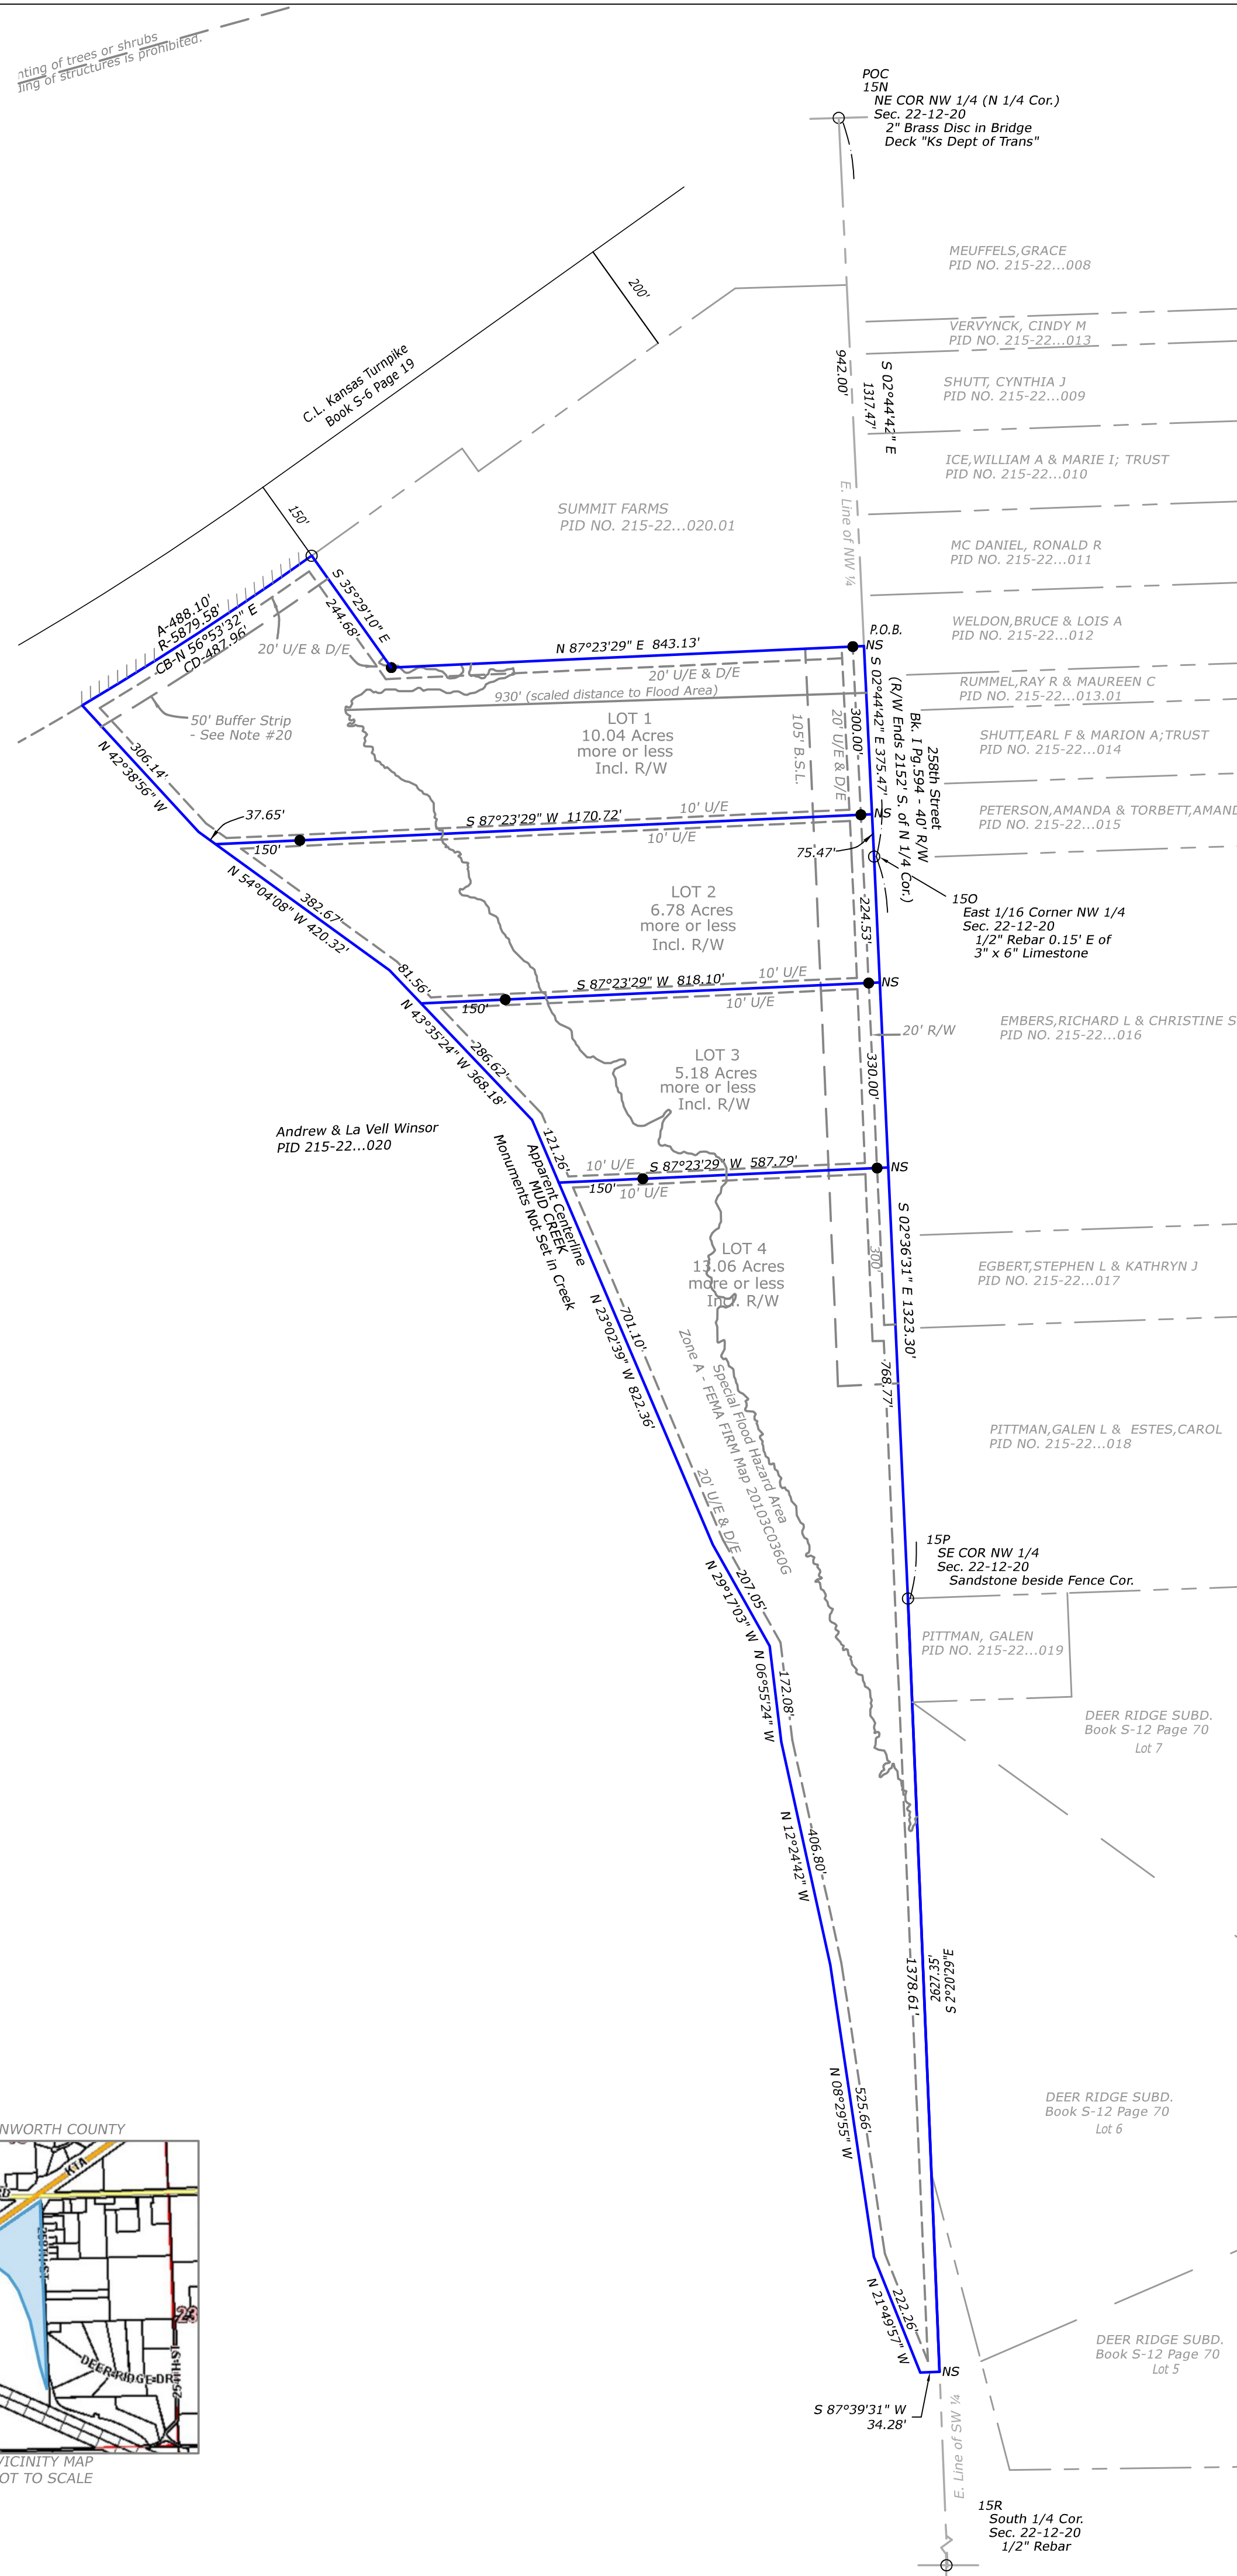 nting of trees or shrubs
ing of structures is prohibited.
POC
15N
NE COR NW 1/4 (N 1/4 Cor.)
Sec. 22-12-20
2" Brass Disc in Bridge
Deck "Ks Dept of Trans"
MEUFFELS,GRACE
PID NO. 215-22...008
200'
VERVYNCK, CINDY M
PID NO. 215-22...013
C.L. Kansas Turnpike
Book S-6 Page 19
942.00'
S 02°44'42" E
1317.47'
SHUTT, CYNTHIA J
PID NO. 215-22...009
ICE,WILLIAM A & MARIE I; TRUST
PID NO. 215-22...010
E. Line of NW ¼
150'
SUMMIT FARMS
PID NO. 215-22...020.01
MC DANIEL, RONALD R
PID NO. 215-22...011
A-488.10'
R-5879.58'
CB-N 56°53'32" E
CD-487.96'
S 35°29'10" E
244.68'
20' U/E & D/E
WELDON,BRUCE & LOIS A
PID NO. 215-22...012
P.O.B.
NS
N 87°23'29" E 843.13'
20' U/E & D/E
930' (scaled distance to Flood Area)
RUMMEL,RAY R & MAUREEN C
PID NO. 215-22...013.01
50' Buffer Strip
- See Note #20
LOT 1
10.04 Acres
more or less
Incl. R/W
105' B.S.L.
20' U/E & D/E
300.00'
S 02°44'42" E 375.47'
(R/W Ends 2152' S. of N 1/4 Cor.)
Bk. I Pg.594 - 40' R/W
258th Street
SHUTT,EARL F & MARION A;TRUST
PID NO. 215-22...014
306.14'
N 42°38'56" W
37.65'
S 87°23'29" W 1170.72'
10' U/E
10' U/E
150'
NS
PETERSON,AMANDA & TORBETT,AMAND
PID NO. 215-22...015
75.47'
N 54°04'08" W 420.32'
382.67'
LOT 2
6.78 Acres
more or less
Incl. R/W
224.53'
15O
East 1/16 Corner NW 1/4
Sec. 22-12-20
1/2" Rebar 0.15' E of
3" x 6" Limestone
81.56'
S 87°23'29" W 818.10'
10' U/E
10' U/E
150'
NS
N 43°35'24" W 368.18'
286.62'
20' R/W
EMBERS,RICHARD L & CHRISTINE S
PID NO. 215-22...016
LOT 3
5.18 Acres
more or less
Incl. R/W
330.00'
Andrew & La Vell Winsor
PID 215-22...020
121.26'
10' U/E
S 87°23'29" W 587.79'
150'
10' U/E
NS
Apparent Centerline
MUD CREEK
Monuments Not Set in Creek
LOT 4
13.06 Acres
more or less
Incl. R/W
300'
S 02°36'31" E 1323.30'
EGBERT,STEPHEN L & KATHRYN J
PID NO. 215-22...017
701.10'
N 23°02'39" W 822.36'
Special Flood Hazard Area
Zone A - FEMA FIRM Map 20103C0360G
768.77'
PITTMAN,GALEN L & ESTES,CAROL
PID NO. 215-22...018
20' U/E & D/E
15P
SE COR NW 1/4
Sec. 22-12-20
Sandstone beside Fence Cor.
207.05'
N 29°17'03" W
PITTMAN, GALEN
PID NO. 215-22...019
172.08'
N 06°55'24" W
DEER RIDGE SUBD.
Book S-12 Page 70
Lot 7
406.80'
N 12°24'42" W
1378.61'
2627.35'
S 2°20'29"E
525.66'
N 08°29'55" W
DEER RIDGE SUBD.
Book S-12 Page 70
Lot 6
222.26'
N 21°49'57" W
NS
DEER RIDGE SUBD.
Book S-12 Page 70
Lot 5
S 87°39'31" W
34.28'
E. Line of SW ¼
15R
South 1/4 Cor.
Sec. 22-12-20
1/2" Rebar
NWORTH COUNTY
KTA
RD
258TH ST
23
DEER RIDGE DR
251TH ST
VICINITY MAP
OT TO SCALE